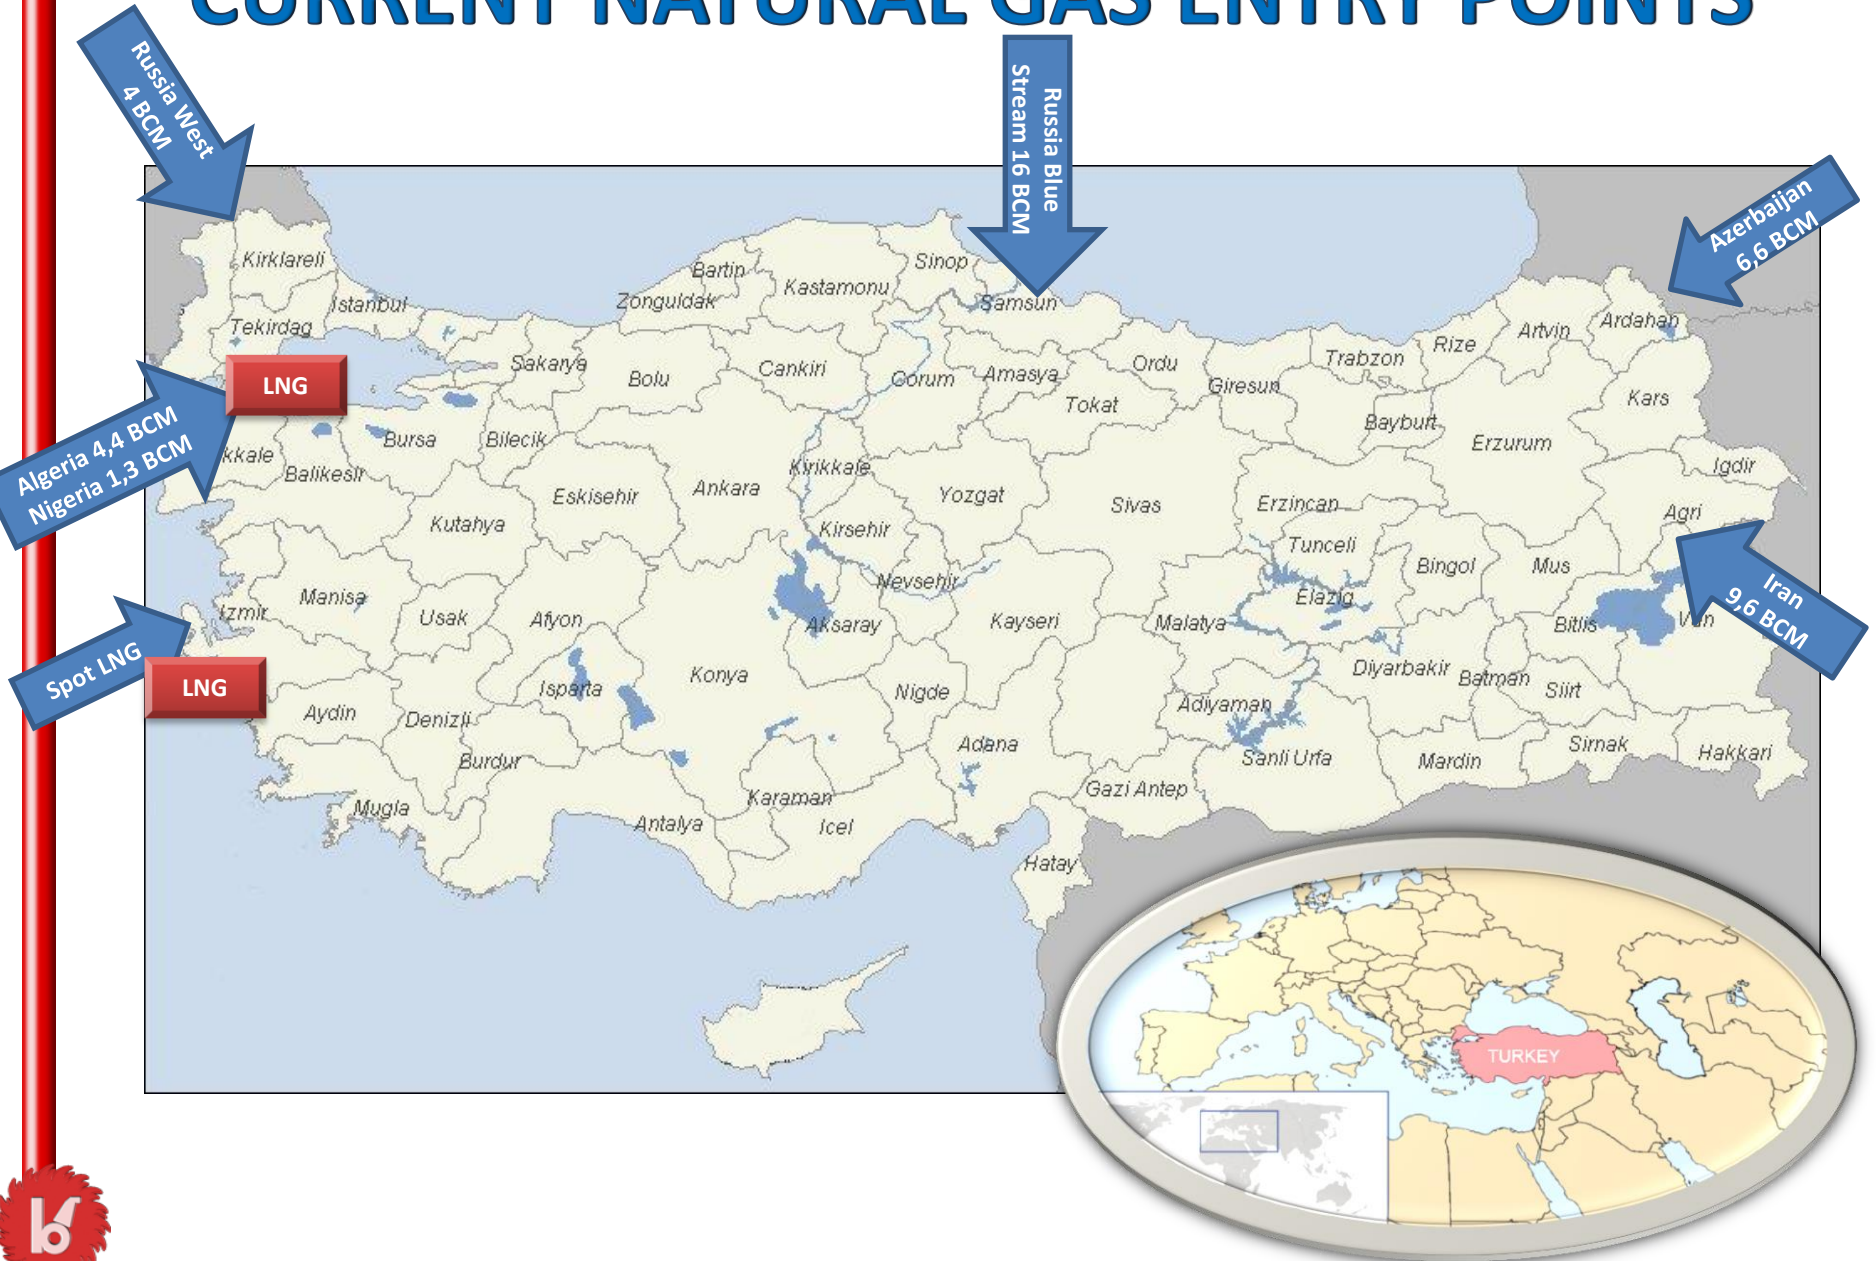 CURRENT NATURAL GAS ENTRY POINTS
Russia West
4 BCM
Russia Blue
Stream 16 BCM
Azerbaijan
6,6 BCM
Kirklareli
Istanbul
Tekirdag
Bartin
Zonguldak
Kastamonu
Sinop
Samsun
Sakarya
Bolu
Cankiri
Corum
Amasya
Ordu
Giresun
Trabzon
Rize
Artvin
Ardahan
LNG
Tokat
Bayburt
Kars
Algeria 4,4 BCM
Nigeria 1,3 BCM
kkale
Balikesir
Bursa
Bilecik
Kirikkale
Erzurum
Igdir
Kutahya
Eskisehir
Ankara
Yozgat
Sivas
Erzincan
Agri
Kirsehir
Tunceli
Bingol
Mus
Izmir
Manisa
Usak
Afyon
Nevsehir
Aksaray
Kayseri
Malatya
Elazig
Bitlis
Van
Iran
9,6 BCM
Spot LNG
LNG
Aydin
Denizli
Isparta
Konya
Nigde
Adiyaman
Diyarbakir
Batman
Siirt
Burdur
Adana
Sanli Urfa
Mardin
Sirnak
Hakkari
Mugla
Antalya
Karaman
Icel
Gazi Antep
Hatay
TURKEY
b